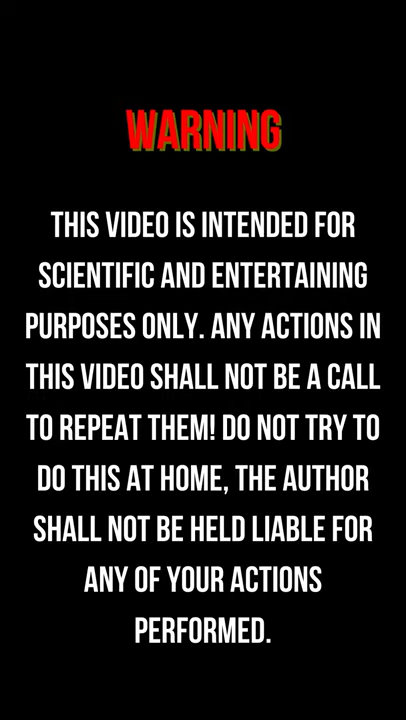 WARNING
THIS VIDEO IS INTENDED FOR
SCIENTIFIC AND ENTERTAINING
PURPOSES ONLY. ANY ACTIONS IN
THIS VIDEO SHALL NOT BE A CALL
TO REPEAT THEM! DO NOT TRY TO
DO THIS AT HOME, THE AUTHOR
SHALL NOT BE HELD LIABLE FOR
ANY OF YOUR ACTIONS
PERFORMED.